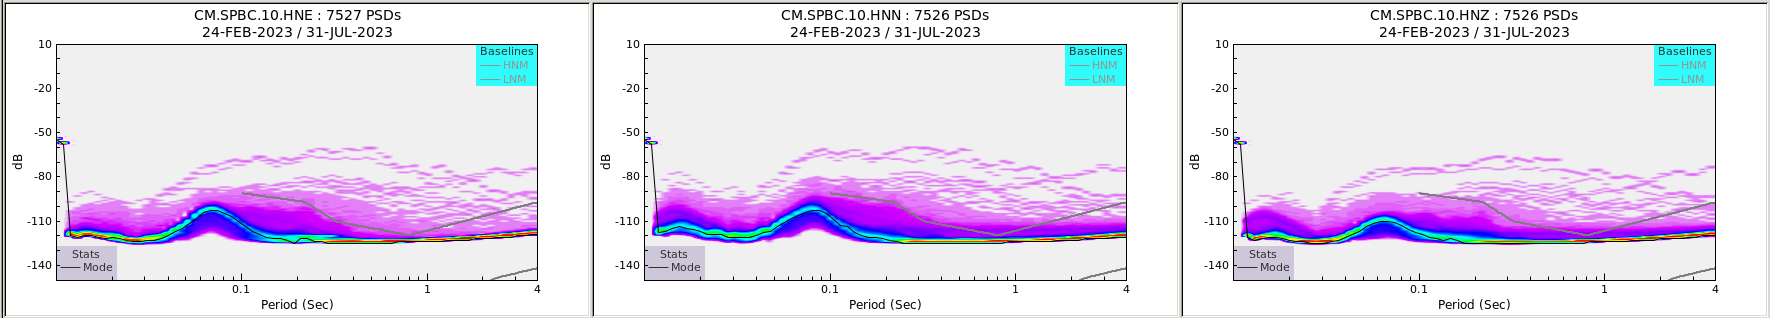 CM.SPBC.10.HNE : 7527 PSDs
24-FEB-2023 / 31-JUL-2023
10
-20
-50
-80
-110
-140
dB
Baselines
HNM
LNM
Stats
Mode
0.1
1
4
Period (Sec)
CM.SPBC.10.HNN : 7526 PSDs
24-FEB-2023 / 31-JUL-2023
10
-20
-50
-80
-110
-140
dB
Baselines
HNM
LNM
Stats
Mode
0.1
1
4
Period (Sec)
CM.SPBC.10.HNZ : 7526 PSDs
24-FEB-2023 / 31-JUL-2023
10
-20
-50
-80
-110
-140
dB
Baselines
HNM
LNM
Stats
Mode
0.1
1
4
Period (Sec)